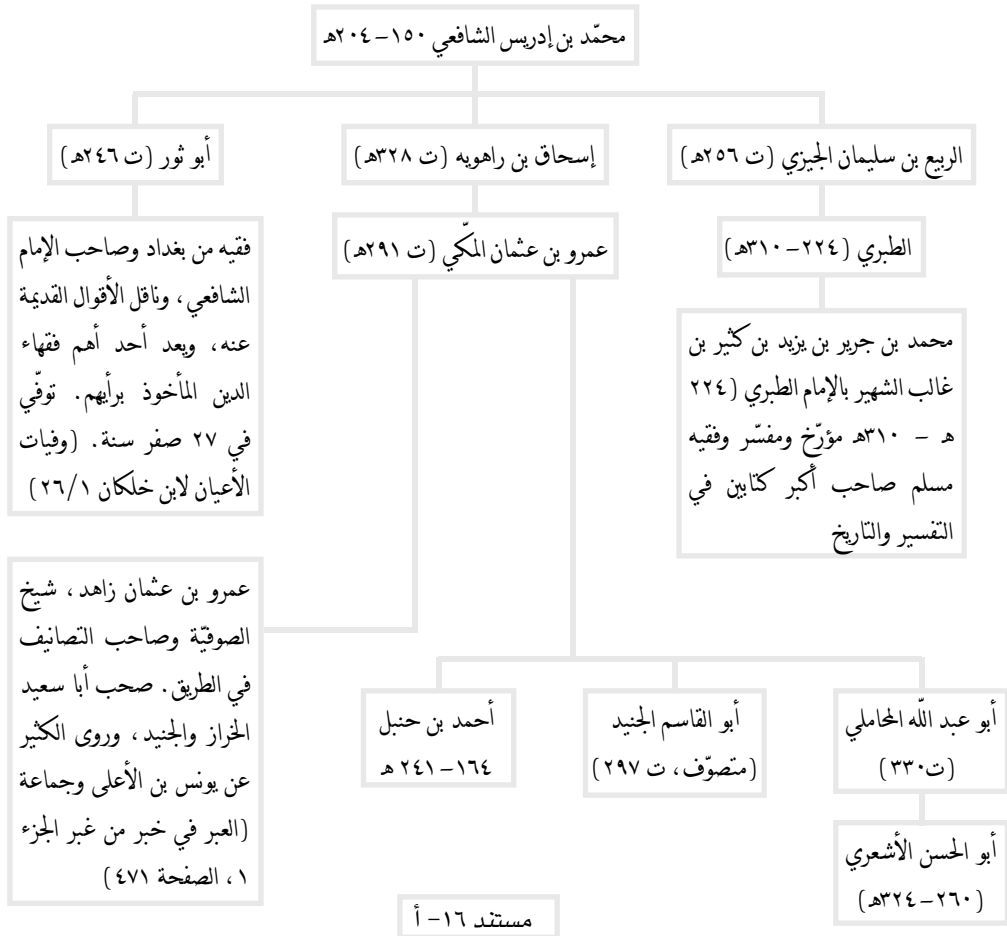 محمّد بن إدريس الشافعي ١٥٠–٢٠٤هـ
الربيع بن سليمان الجيزي (ت ٢٥٦هـ)
إسحاق بن راهويه (ت ٣٢٨هـ)
أبو ثور (ت ٢٤٦هـ)
الطبري (٢٢٤–٣١٠هـ)
محمد بن جرير بن يزيد بن كثير بن
غالب الشهير بالإمام الطبري (٢٢٤
هـ – ٣١٠هـ مؤرّخ ومفسّر وفقيه
مسلم صاحب أكبر كتابين في
التفسير والتاريخ
عمرو بن عثمان المكّي (ت ٢٩١هـ)
فقيه من بغداد وصاحب الإمام
الشافعي، وناقل الأقوال القديمة
عنه، ويعد أحد أهم فقهاء
الدين المأخوذ برأيهم. توفّي
في ٢٧ صفر سنة. (وفيات
الأعيان لابن خلكان ٢٦/١)
عمرو بن عثمان زاهد، شيخ
الصوفيّة وصاحب التصانيف
في الطريق. صحب أبا سعيد
الخراز والجنيد، وروى الكثير
عن يونس بن الأعلى وجماعة
(العبر في خبر من غبر الجزء
١، الصفحة ٤٧١)
أبو عبد اللّه المحاملي
(ت٣٣٠)
أبو القاسم الجنيد
(متصوّف، ت ٢٩٧)
أحمد بن حنبل
١٦٤–٢٤١ هـ
أبو الحسن الأشعري
(٢٦٠–٣٢٤هـ)
مستند ١٦- أ